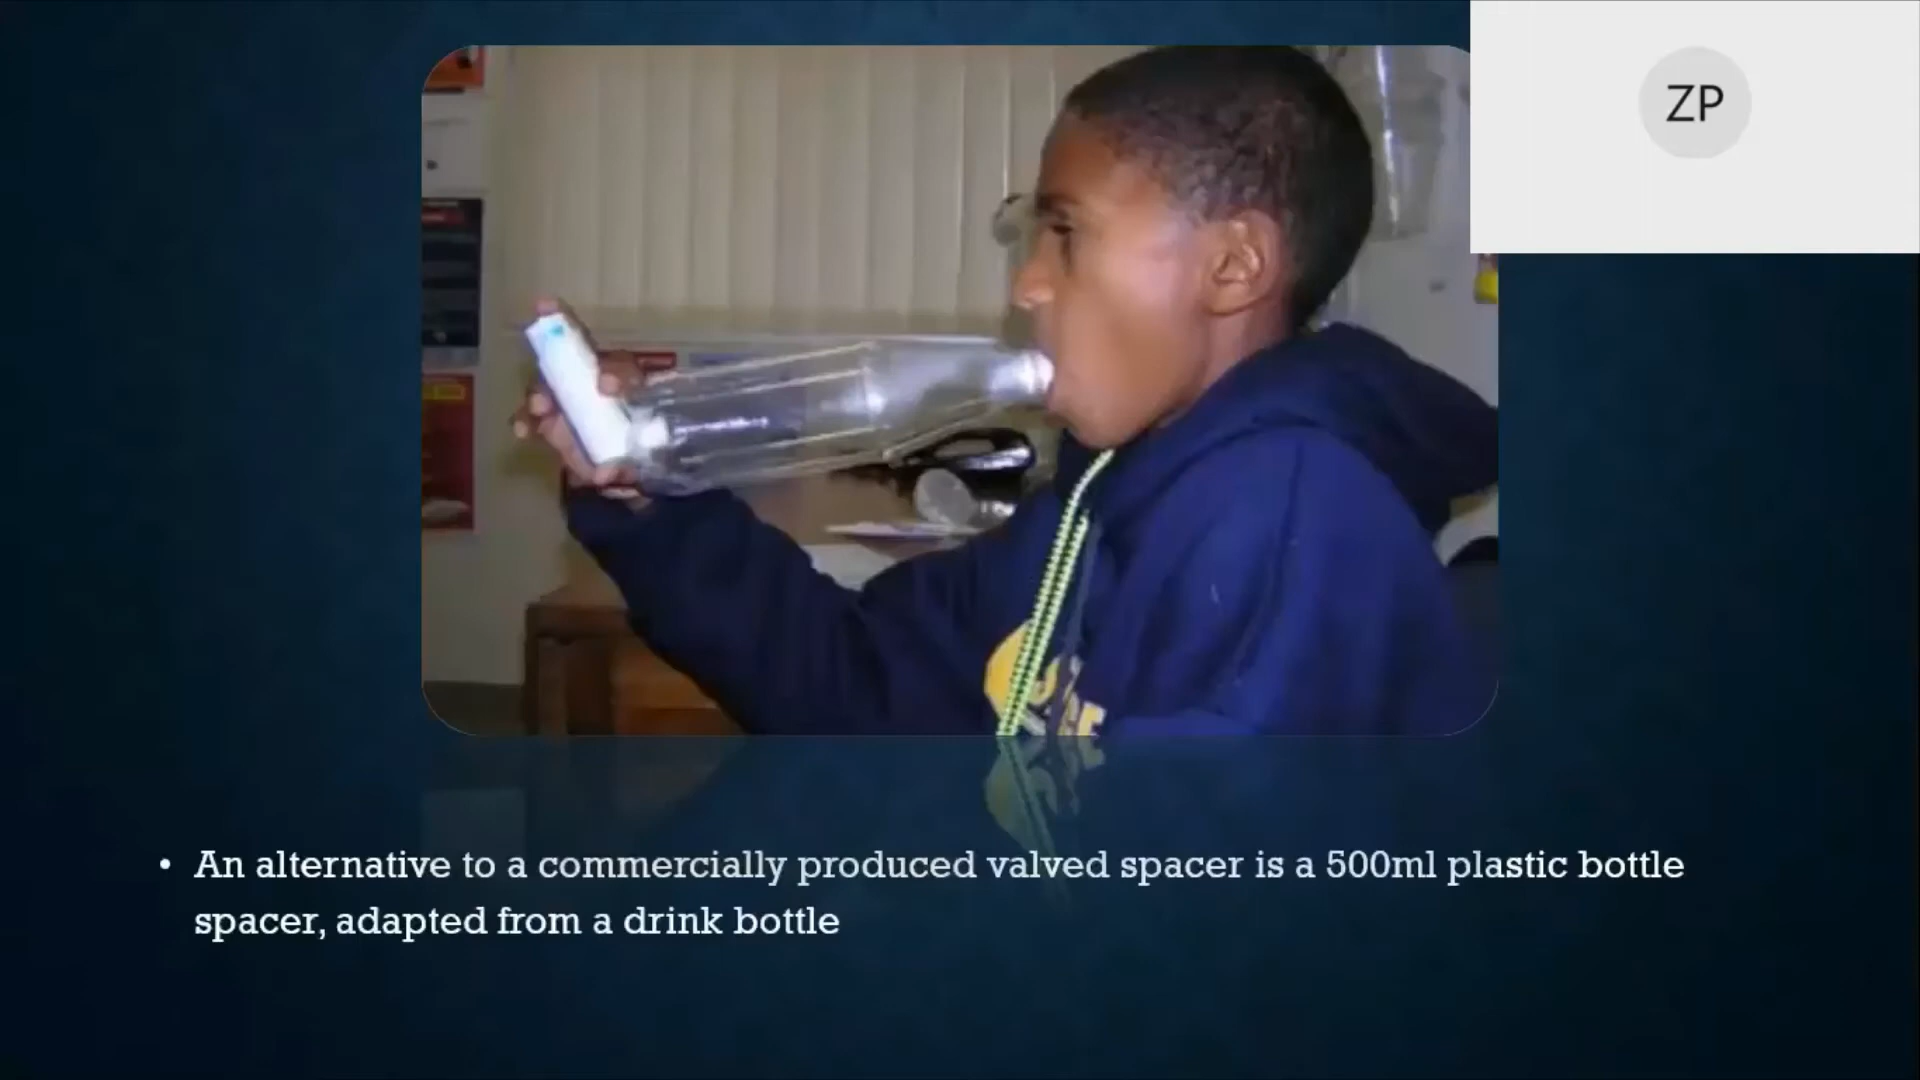 ZP
• An alternative to a commercially produced valved spacer is a 500ml plastic bottle
spacer, adapted from a drink bottle